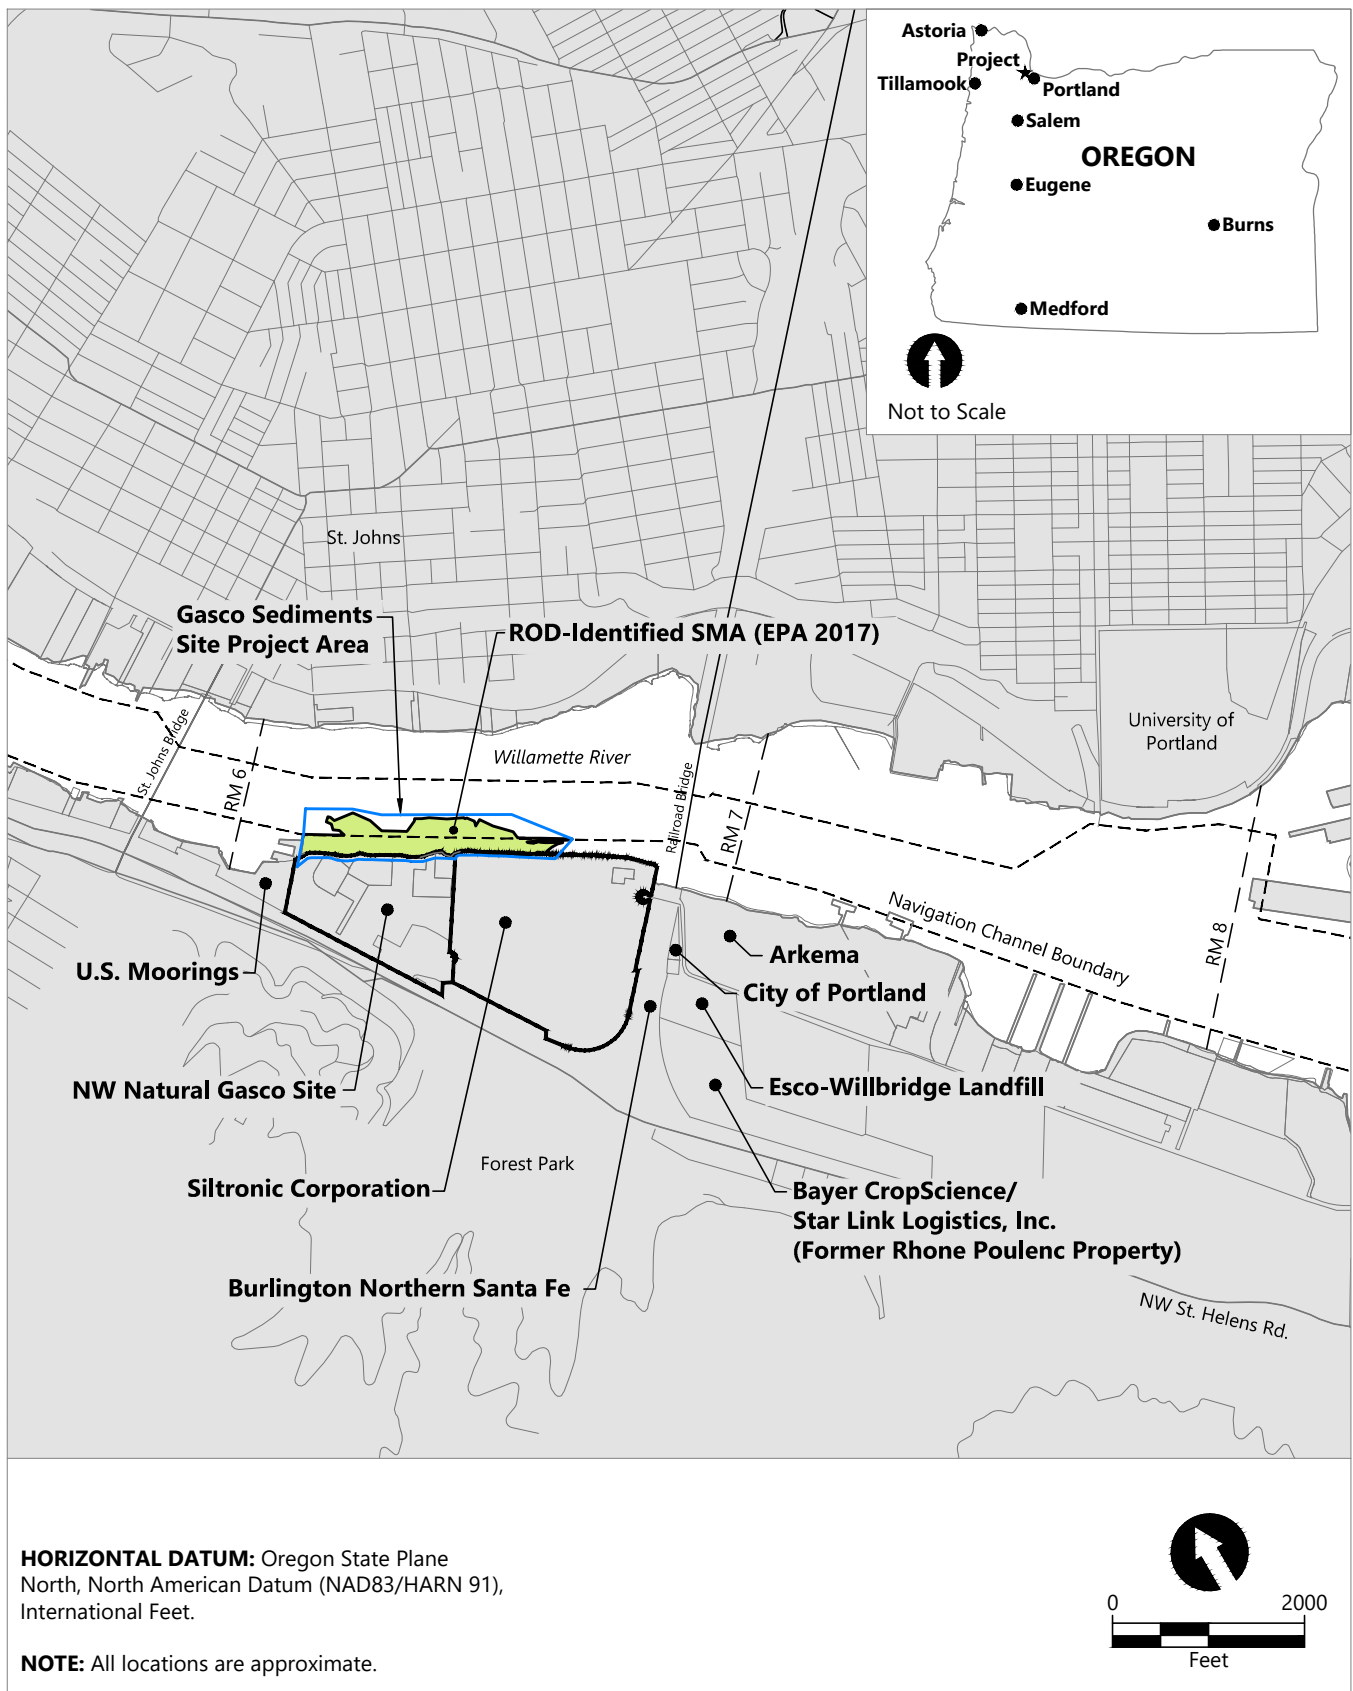 Astoria
Project
Tillamook
Portland
Salem
OREGON
Eugene
Burns
Medford
Not to Scale
St. Johns
Gasco Sediments
Site Project Area
ROD-Identified SMA (EPA 2017)
University of
Portland
Willamette River
St. Johns Bridge
RM 6
Railroad Bridge
RM 7
Navigation Channel Boundary
RM 8
U.S. Moorings
Arkema
City of Portland
NW Natural Gasco Site
Esco-Willbridge Landfill
Forest Park
Siltronic Corporation
Bayer CropScience/
Star Link Logistics, Inc.
(Former Rhone Poulenc Property)
Burlington Northern Santa Fe
NW St. Helens Rd.
HORIZONTAL DATUM: Oregon State Plane
North, North American Datum (NAD83/HARN 91),
International Feet.
NOTE: All locations are approximate.
0 2000
Feet